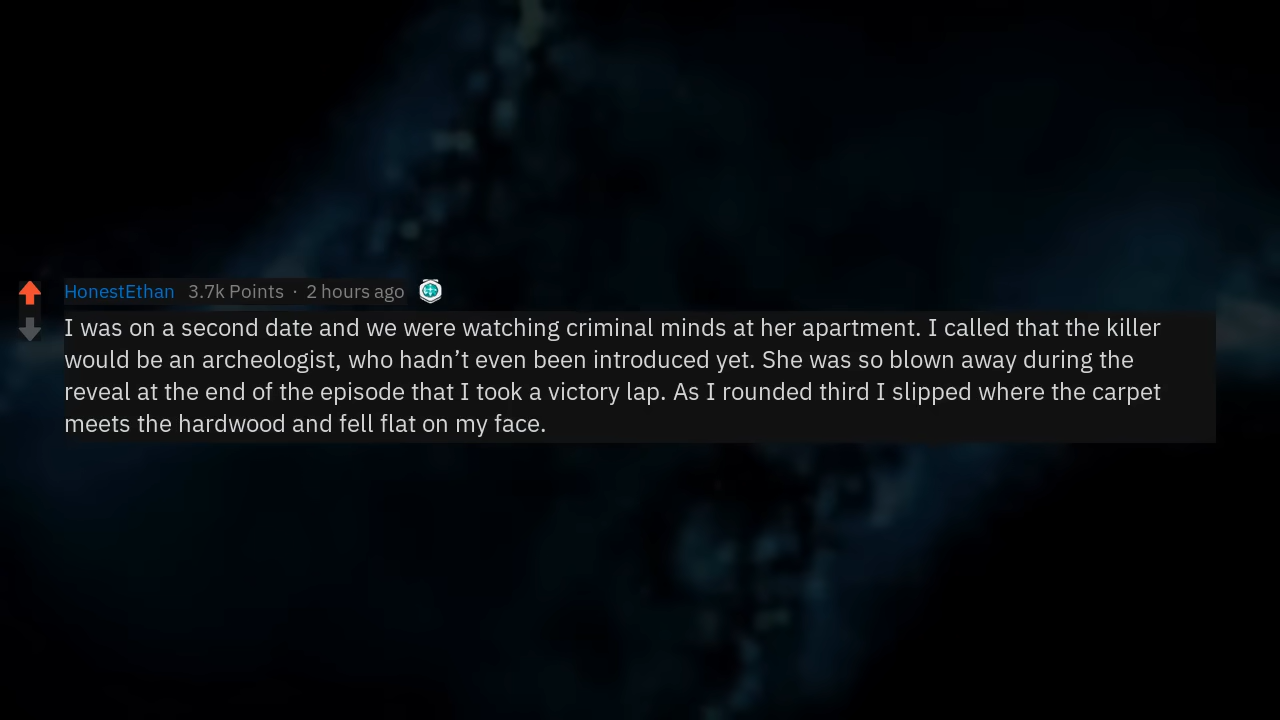 HonestEthan 3.7k Points · 2 hours ago
I was on a second date and we were watching criminal minds at her apartment. I called that the killer
would be an archeologist, who hadn’t even been introduced yet. She was so blown away during the
reveal at the end of the episode that I took a victory lap. As I rounded third I slipped where the carpet
meets the hardwood and fell flat on my face.